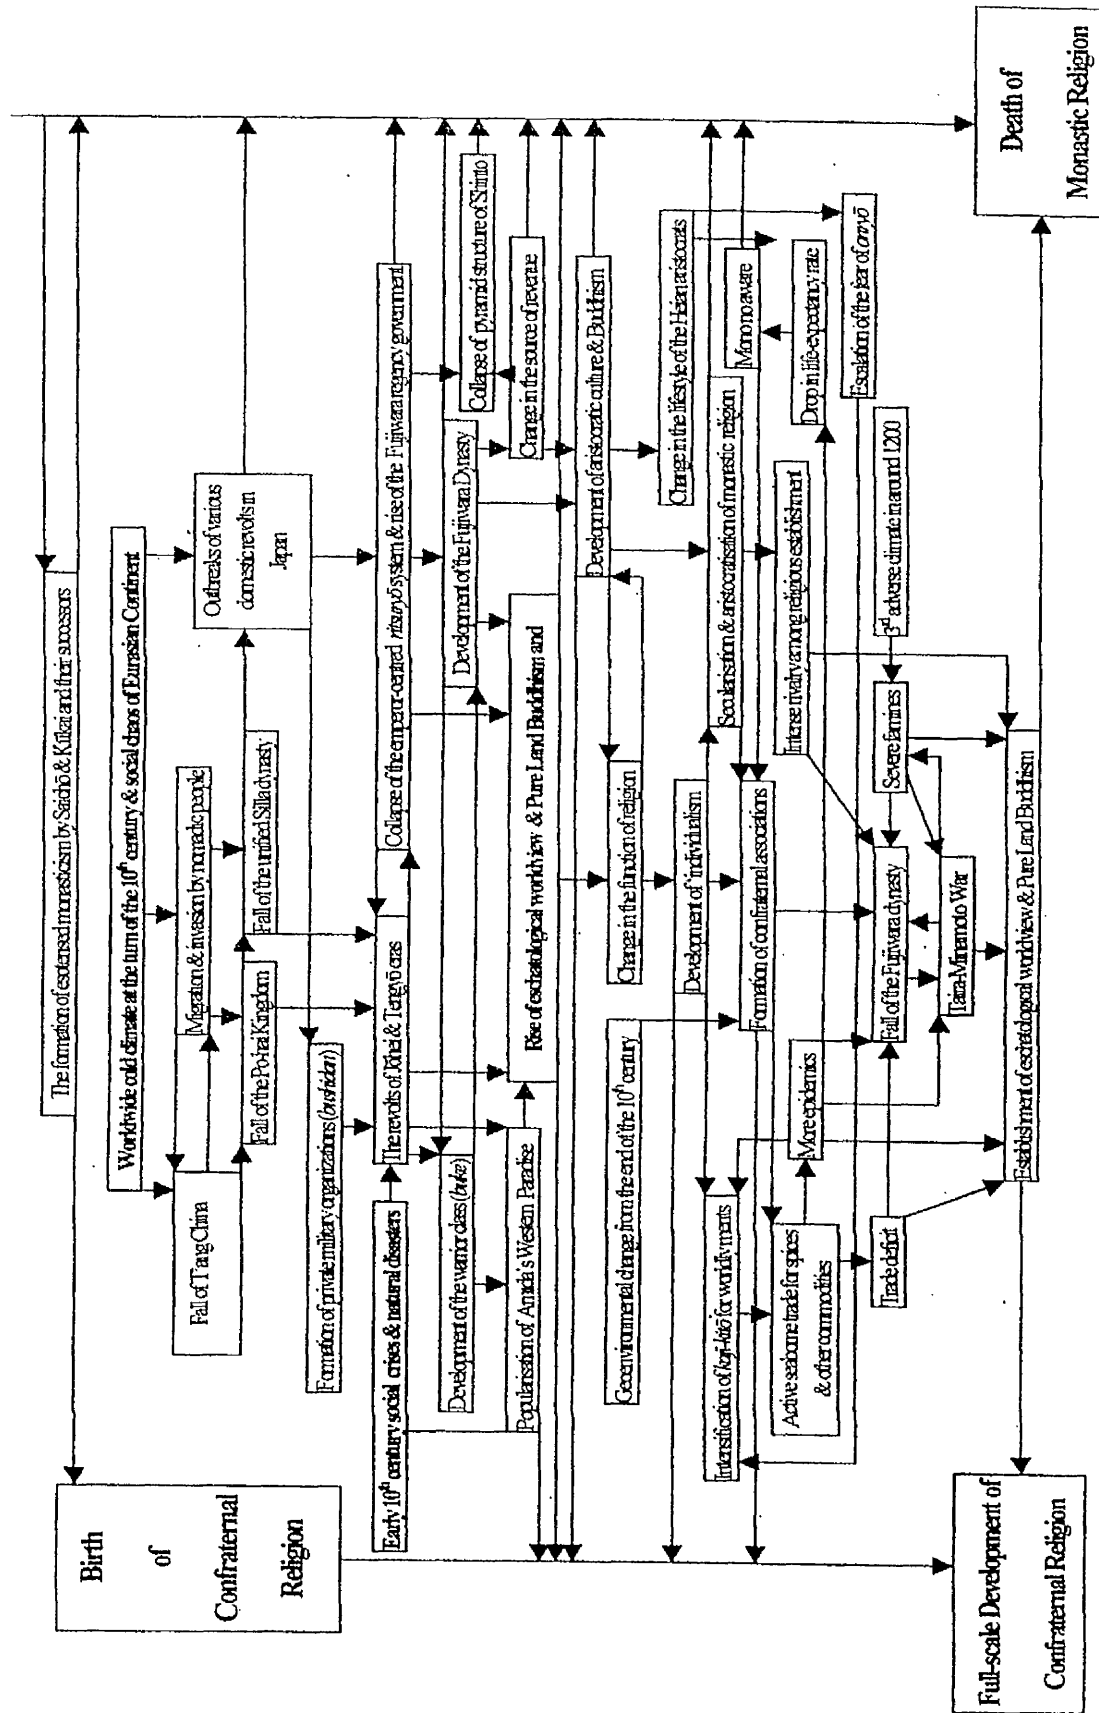 The formation of esoterised monasticism by Saichō & Kūkai and their successors
Birth
of
Confraternal
Religion
Worldwide cold climate at the turn of the 10th century & social chaos of Eurasian Continent
Fall of T'ang China
Migration & invasion by nomadic people
Outbreaks of various
domestic revolts in
Japan
Fall of the Po-hai Kingdom
Fall of the unified Silla dynasty
Formation of private military organizations (bushidan)
Early 10th century social crises & natural disasters
The revolts of Jōhei & Tengyō eras
Collapse of the emperor-centred ritsuryō system & rise of the Fujiwara regency government
Development of the warrior class (buke)
Development of the Fujiwara Dynasty
Collapse of pyramid structure of Shinto
Popularisation of Amida's Western Paradise
Rise of eschatological worldview & Pure Land Buddhism and
Change in the source of revenue
Development of aristocratic culture & Buddhism
Geoenvironmental change from the end of the 10th century
Change in the function of religion
Change in the lifestyle of the Heian aristocrats
Development of 'individualism
Intensification of kaji-kitō for worldly ments
Secularisation & aristocratisation of monastic religion
Mono no aware
Formation of confraternal associations
Active seaborne trade for spices
& other commodities
More epidemics
Intense rivalry among religious establishment
Drop in life-expectancy rate
Escalation of the fear of onryō
Trade deficit
Fall of the Fujiwara dynasty
Severe famines
3rd adverse climate in around 1200
Taira-Minamoto War
Establishment of eschatological worldview & Pure Land Buddhism
Full-scale Development of
Confraternal Religion
Death of
Monastic Religion